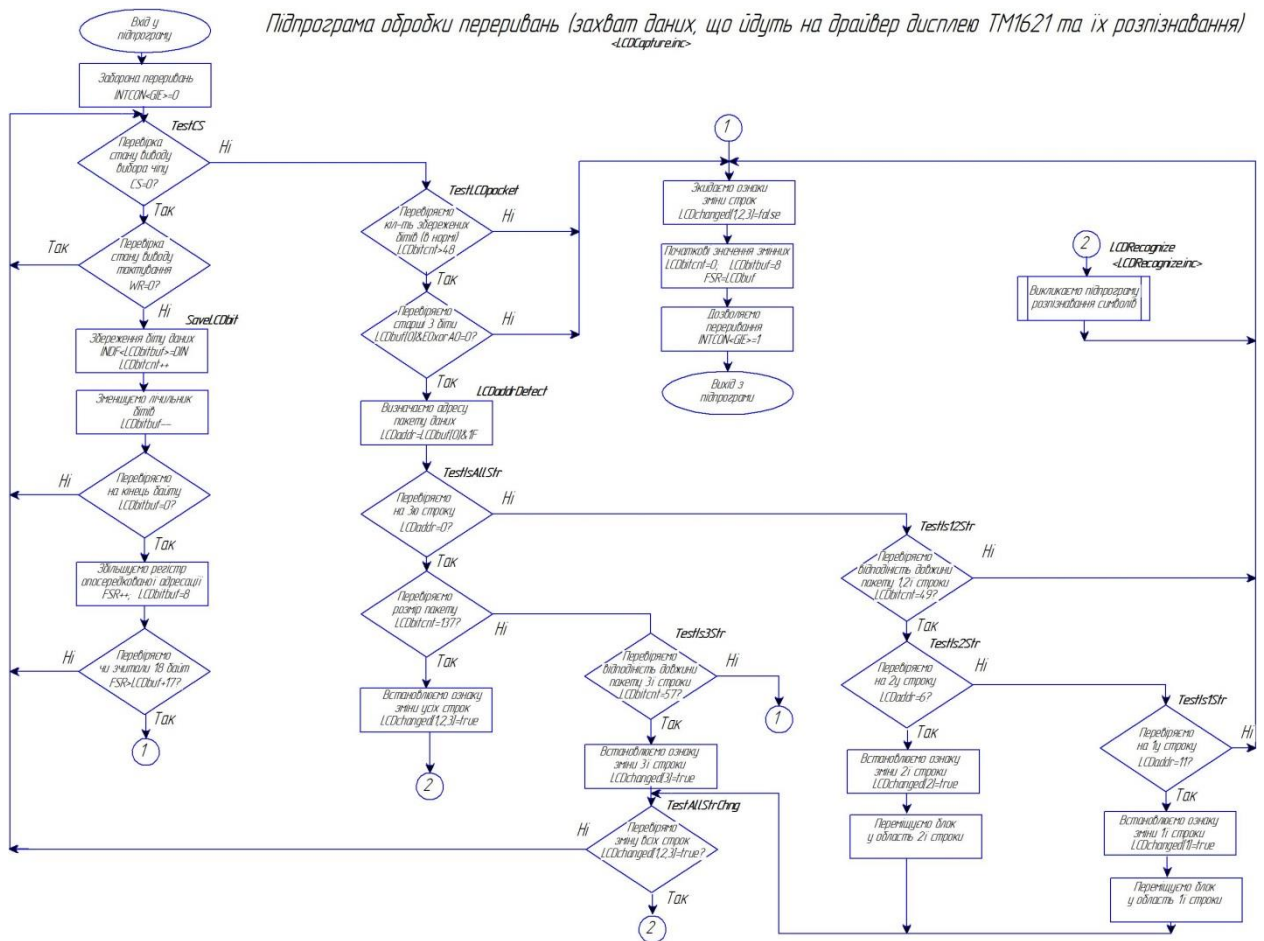 Підпрограма обробки переривань (захват даних, що йдуть на драйвер дисплею TM1621 та їх розпізнавання)
<LCDCapture.inc>
Вхід у
підпрограму
Заборона переривань
INTCON<GIE>=0
TestCS
Перевірка
стану виводу
вибора чіпу
CS=0?
Ні
Так
Перевірка
стану виводу
тактування
WR=0?
Так
Ні
SaveLCDbit
Збереження біту даних
INDF<LCDbitbuf>=DIN
LCDbitcnt++
Зменшуємо лічильник
бітів
LCDbitbuf--
Перевіряємо
на кінець байту
LCDbitbuf=0?
Ні
Так
Збільшуємо регістр
опосередкованої адресації
FSR++; LCDbitbuf=8
Перевіряємо
чи зчитали 18 байт
FSR>LCDbuf+17?
Ні
Так
1
TestLCDpacket
Перевіряємо
кіл-ть збережених
бітів (в нормі)
LCDbitcnt>48
Ні
Так
Перевіряємо
старші 3 біти
LCDbuf[0]&E0xorA0=0?
Ні
Так
LCDaddrDetect
Визначаємо адресу
пакету даних
LCDaddr=LCDbuf[0]&1F
TestIsAllStr
Перевіряємо
на 3ю строку
LCDaddr=0?
Ні
Так
Перевіряємо
розмір пакету
LCDbitcnt=137?
Ні
Так
Встановлюємо ознаку
зміни усіх строк
LCDchanged[1,2,3]=true
2
TestIs3Str
Перевіряємо
відподність довжини
пакету 3ї строки
LCDbitcnt=57?
Ні
1
Так
Встановлюємо ознаку
зміни 3ї строки
LCDchanged[3]=true
TestAllStrChng
Перевірямо
зміну всіх строк
LCDchanged[1,2,3]=true?
Ні
Так
2
1
Скидаємо ознаки
зміни строк
LCDchanged[1,2,3]=false
Початкові значення змінних
LCDbitcnt=0; LCDbitbuf=8
FSR=LCDbuf
Дозволяємо
переривання
INTCON<GIE>=1
Вихід з
підпрограми
2
LCDRecognize
<LCDRecognize.inc>
Викликаємо підпрограму
розпізнавання символів
TestIs12Str
Перевіряємо
відподність довжини
пакету 1,2ї строки
LCDbitcnt=49?
Ні
Так
TestIs2Str
Перевіряємо
на 2у строку
LCDaddr=6?
Ні
Так
Встановлюємо ознаку
зміни 2ї строки
LCDchanged[2]=true
Переміщуємо блок
у область 2ї строки
TestIs1Str
Перевіряємо
на 1у строку
LCDaddr=11?
Ні
Так
Встановлюємо ознаку
зміни 1ї строки
LCDchanged[1]=true
Переміщуємо блок
у область 1ї строки